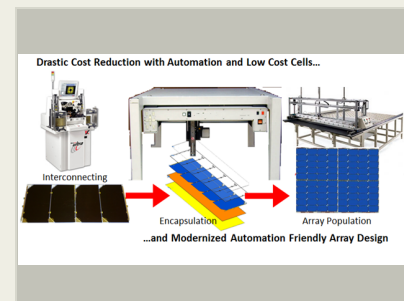 Drastic Cost Reduction with Automation and Low Cost Cells…
Interconnecting
Encapsulation
Array Population
…and Modernized Automation Friendly Array Design